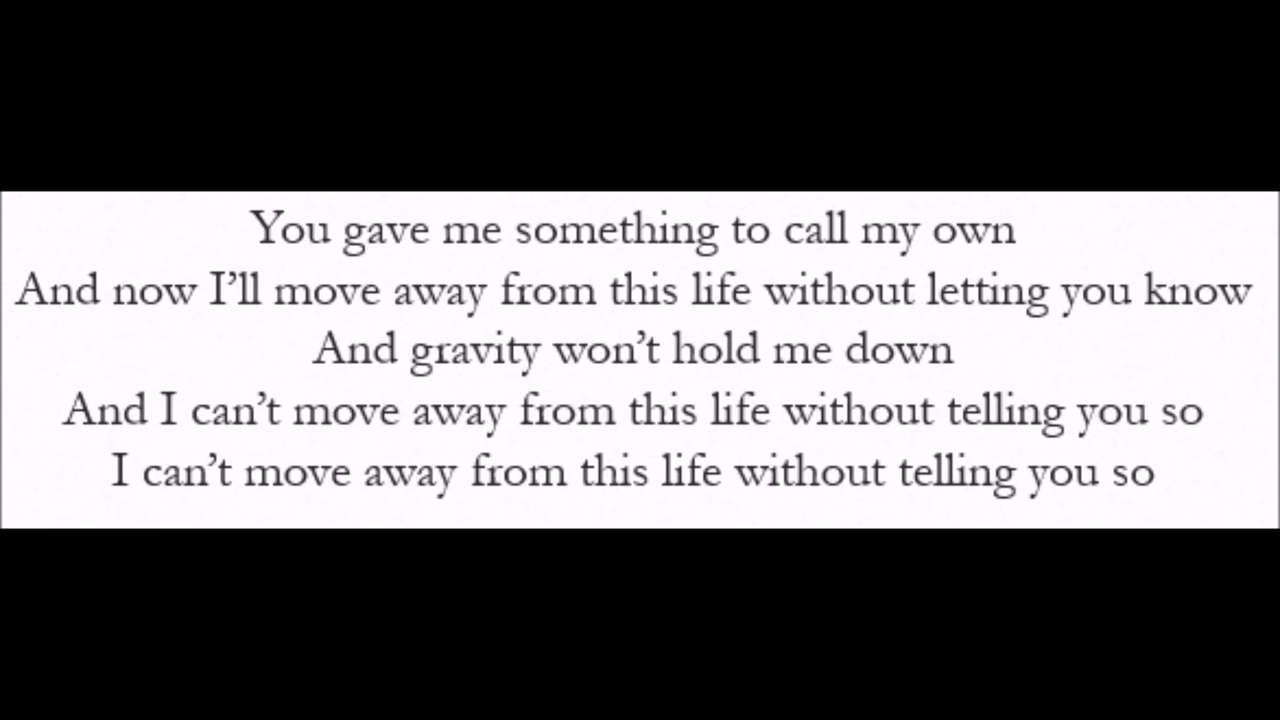 You gave me something to call my own
And now I’ll move away from this life without letting you know
And gravity won’t hold me down
And I can’t move away from this life without telling you so
I can’t move away from this life without telling you so